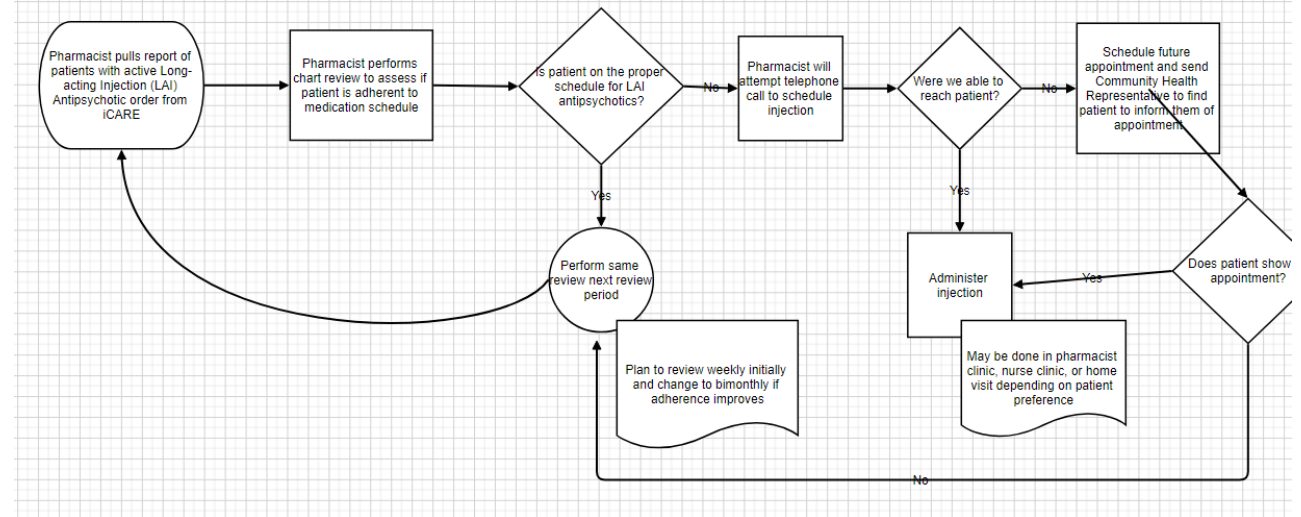 Pharmacist pulls report of
patients with active Long-
acting Injection (LAI)
Antipsychotic order from
iCARE
Pharmacist performs
chart review to assess if
patient is adherent to
medication schedule
Is patient on the proper
schedule for LAI
antipsychotics?
No
Pharmacist will
attempt telephone
call to schedule
injection
Were we able to
reach patient?
No
Schedule future
appointment and send
Community Health
Representative to find
patient to inform them of
appointment.
Yes
Yes
Perform same
review next review
period
Administer
injection
Yes
Does patient show
appointment?
Plan to review weekly initially
and change to bimonthly if
adherence improves
May be done in pharmacist
clinic, nurse clinic, or home
visit depending on patient
preference
No